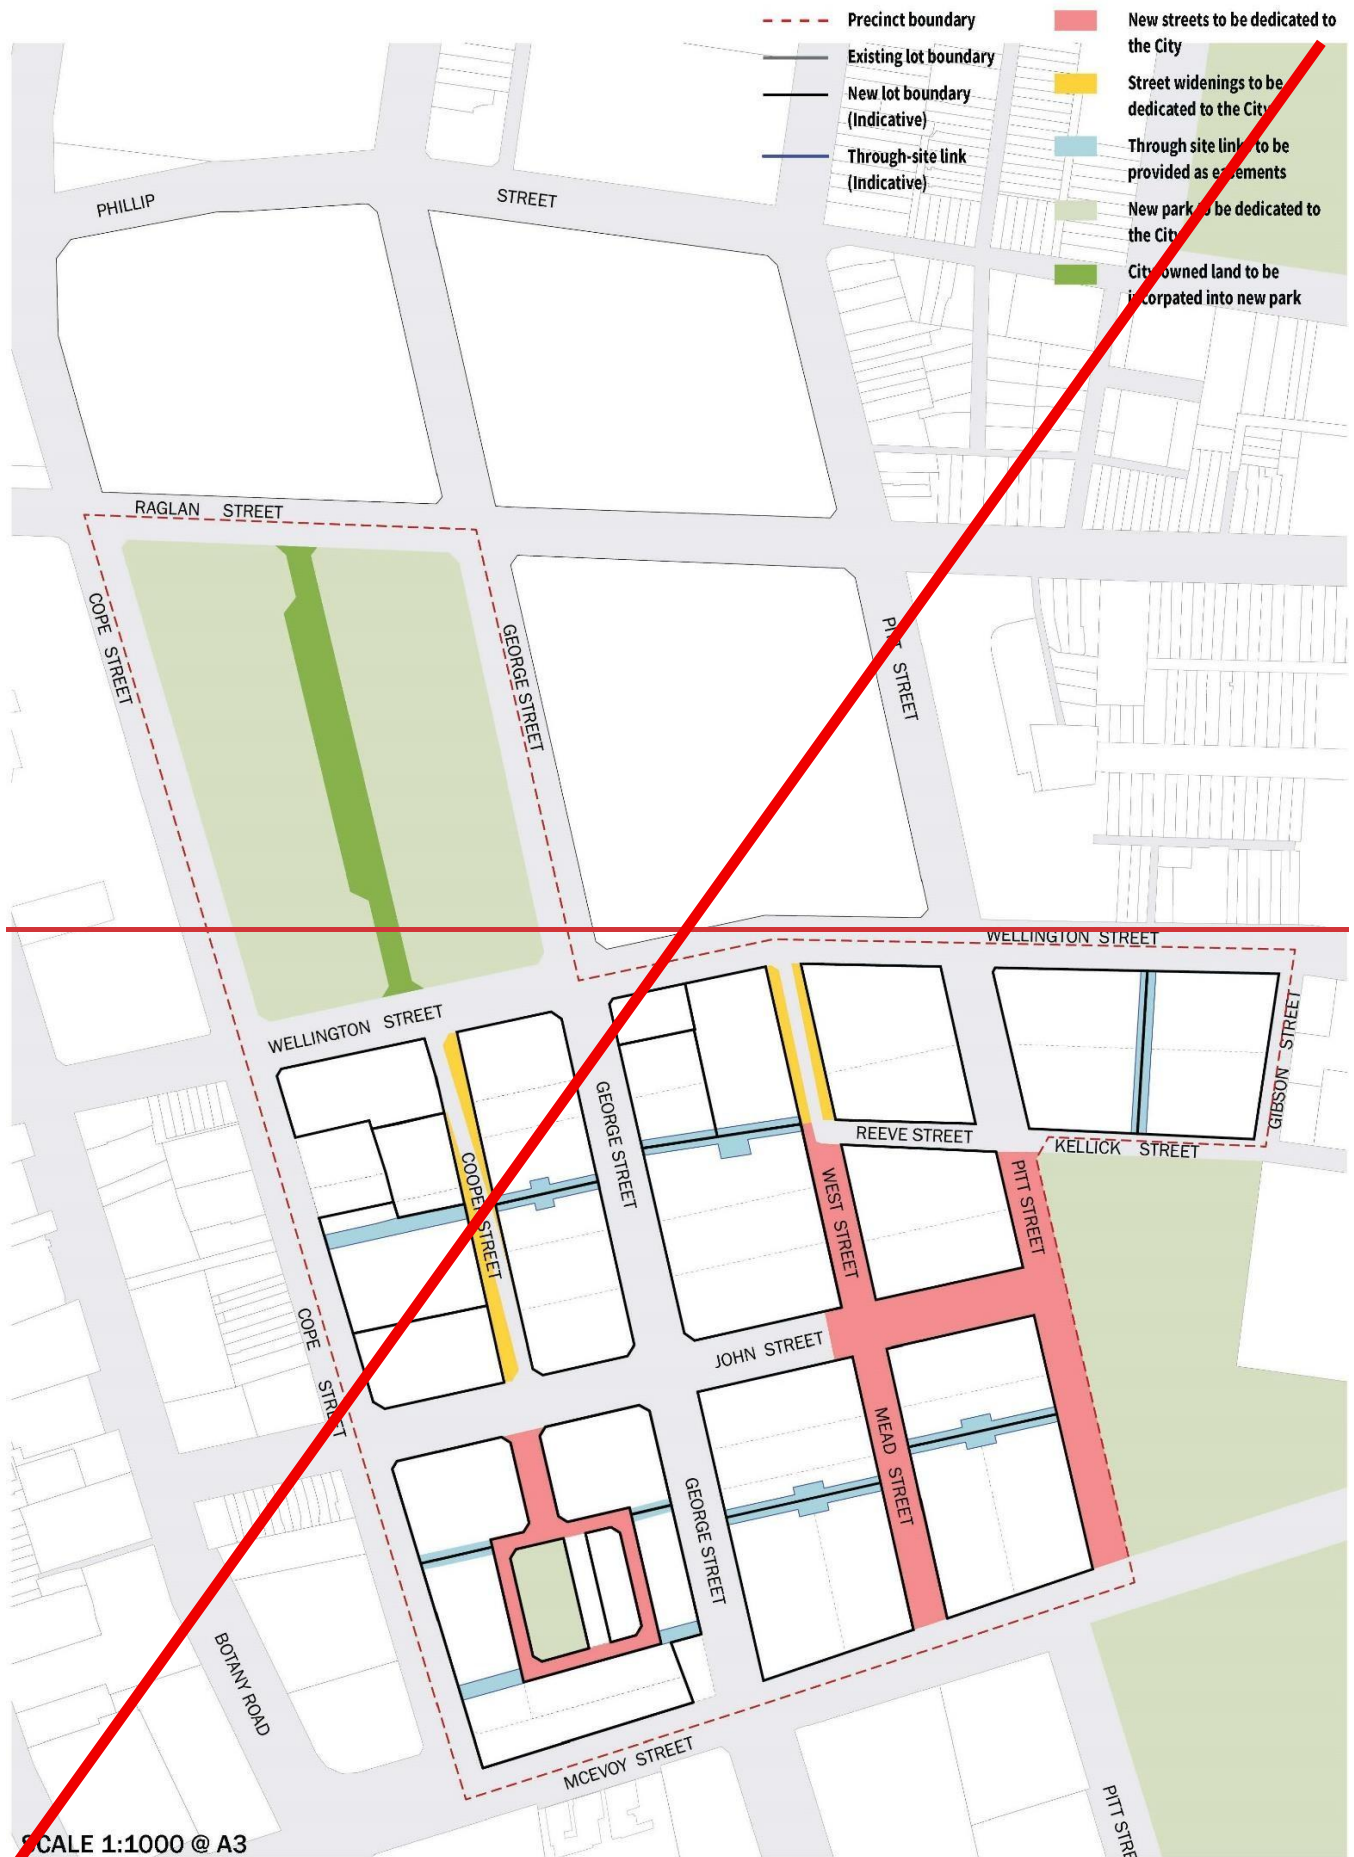 Precinct boundary
Existing lot boundary
New lot boundary
(Indicative)
Through-site link
(Indicative)
New streets to be dedicated to
the City
Street widenings to be
dedicated to the City
Through site links to be
provided as easements
New park to be dedicated to
the City
City owned land to be
incorpated into new park
PHILLIP
STREET
RAGLAN STREET
COPE STREET
GEORGE STREET
PITT STREET
WELLINGTON STREET
WELLINGTON STREET
GIBSON STREET
REEVE STREET
KELLICK STREET
COOPER STREET
GEORGE STREET
WEST STREET
PITT STREET
COPE STREET
JOHN STREET
MEAD STREET
GEORGE STREET
BOTANY ROAD
MCEVOY STREET
PITT STRE
SCALE 1:1000 @ A3